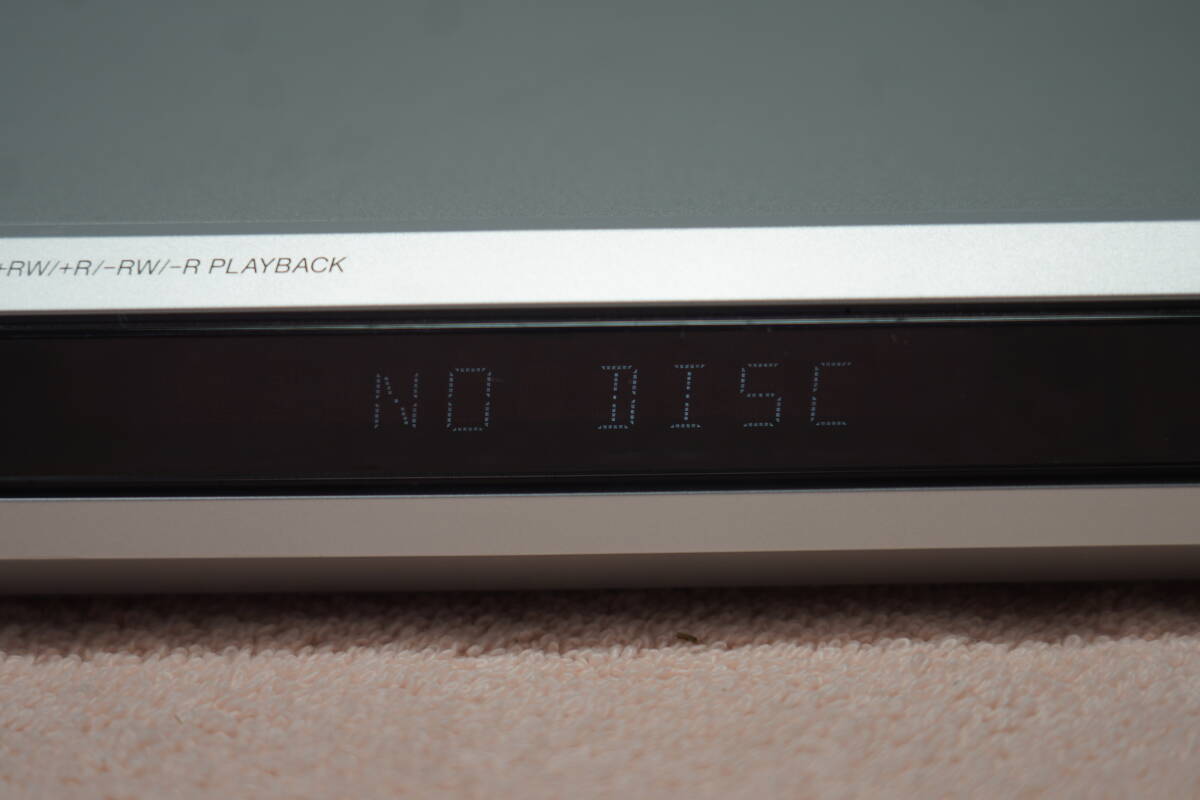 +RW/+R/-RW/-R PLAYBACK
NO DISC